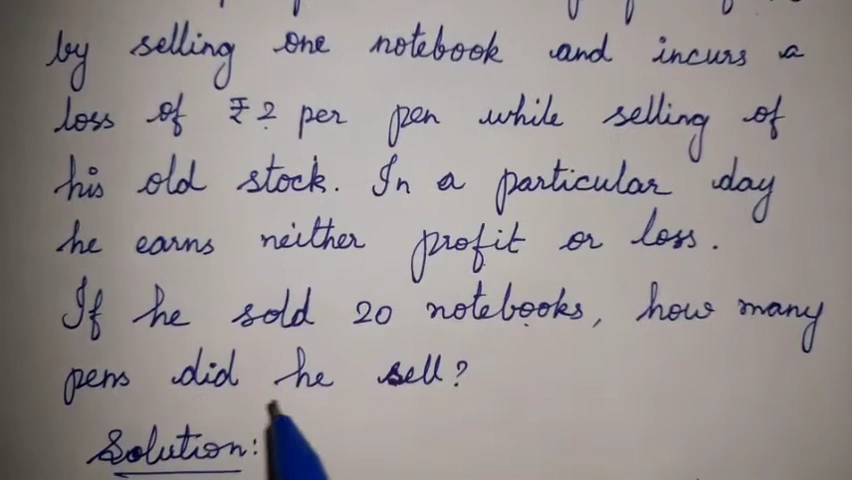 by selling one notebook and incurs a
loss of ₹2 per pen while selling of
his old stock. In a particular day
he earns neither profit or loss.
If he sold 20 notebooks, how many
pens did he sell?
Solution: